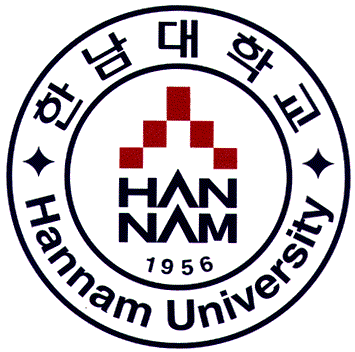 한남대학교
HAN
NAM
1956
Hannam University